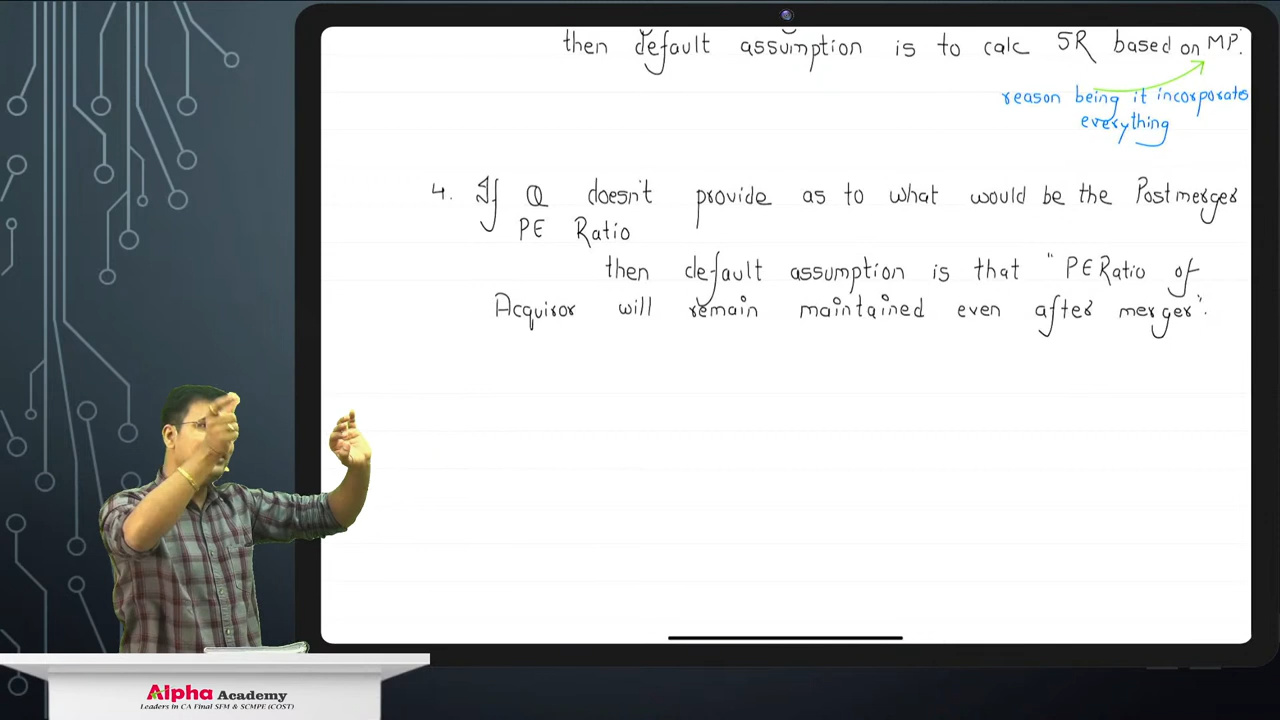 then default assumption is to calc SR based on MP.
reason being it incorporats
everything
4. If Q doesn't provide as to what would be the Postmerger
PE Ratio
then default assumption is that "PE Ratio of
Acquiror will remain maintained even after merger".
Alpha Academy
Leaders in CA Final SFM & SCMPE (COST)